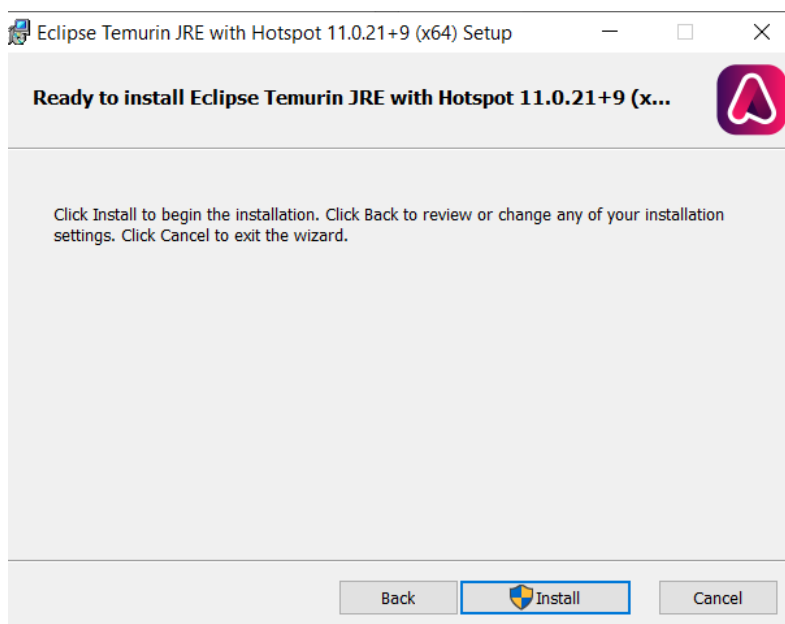 Eclipse Temurin JRE with Hotspot 11.0.21+9 (x64) Setup
Ready to install Eclipse Temurin JRE with Hotspot 11.0.21+9 (x...
Click Install to begin the installation. Click Back to review or change any of your installation
settings. Click Cancel to exit the wizard.
Back
Install
Cancel